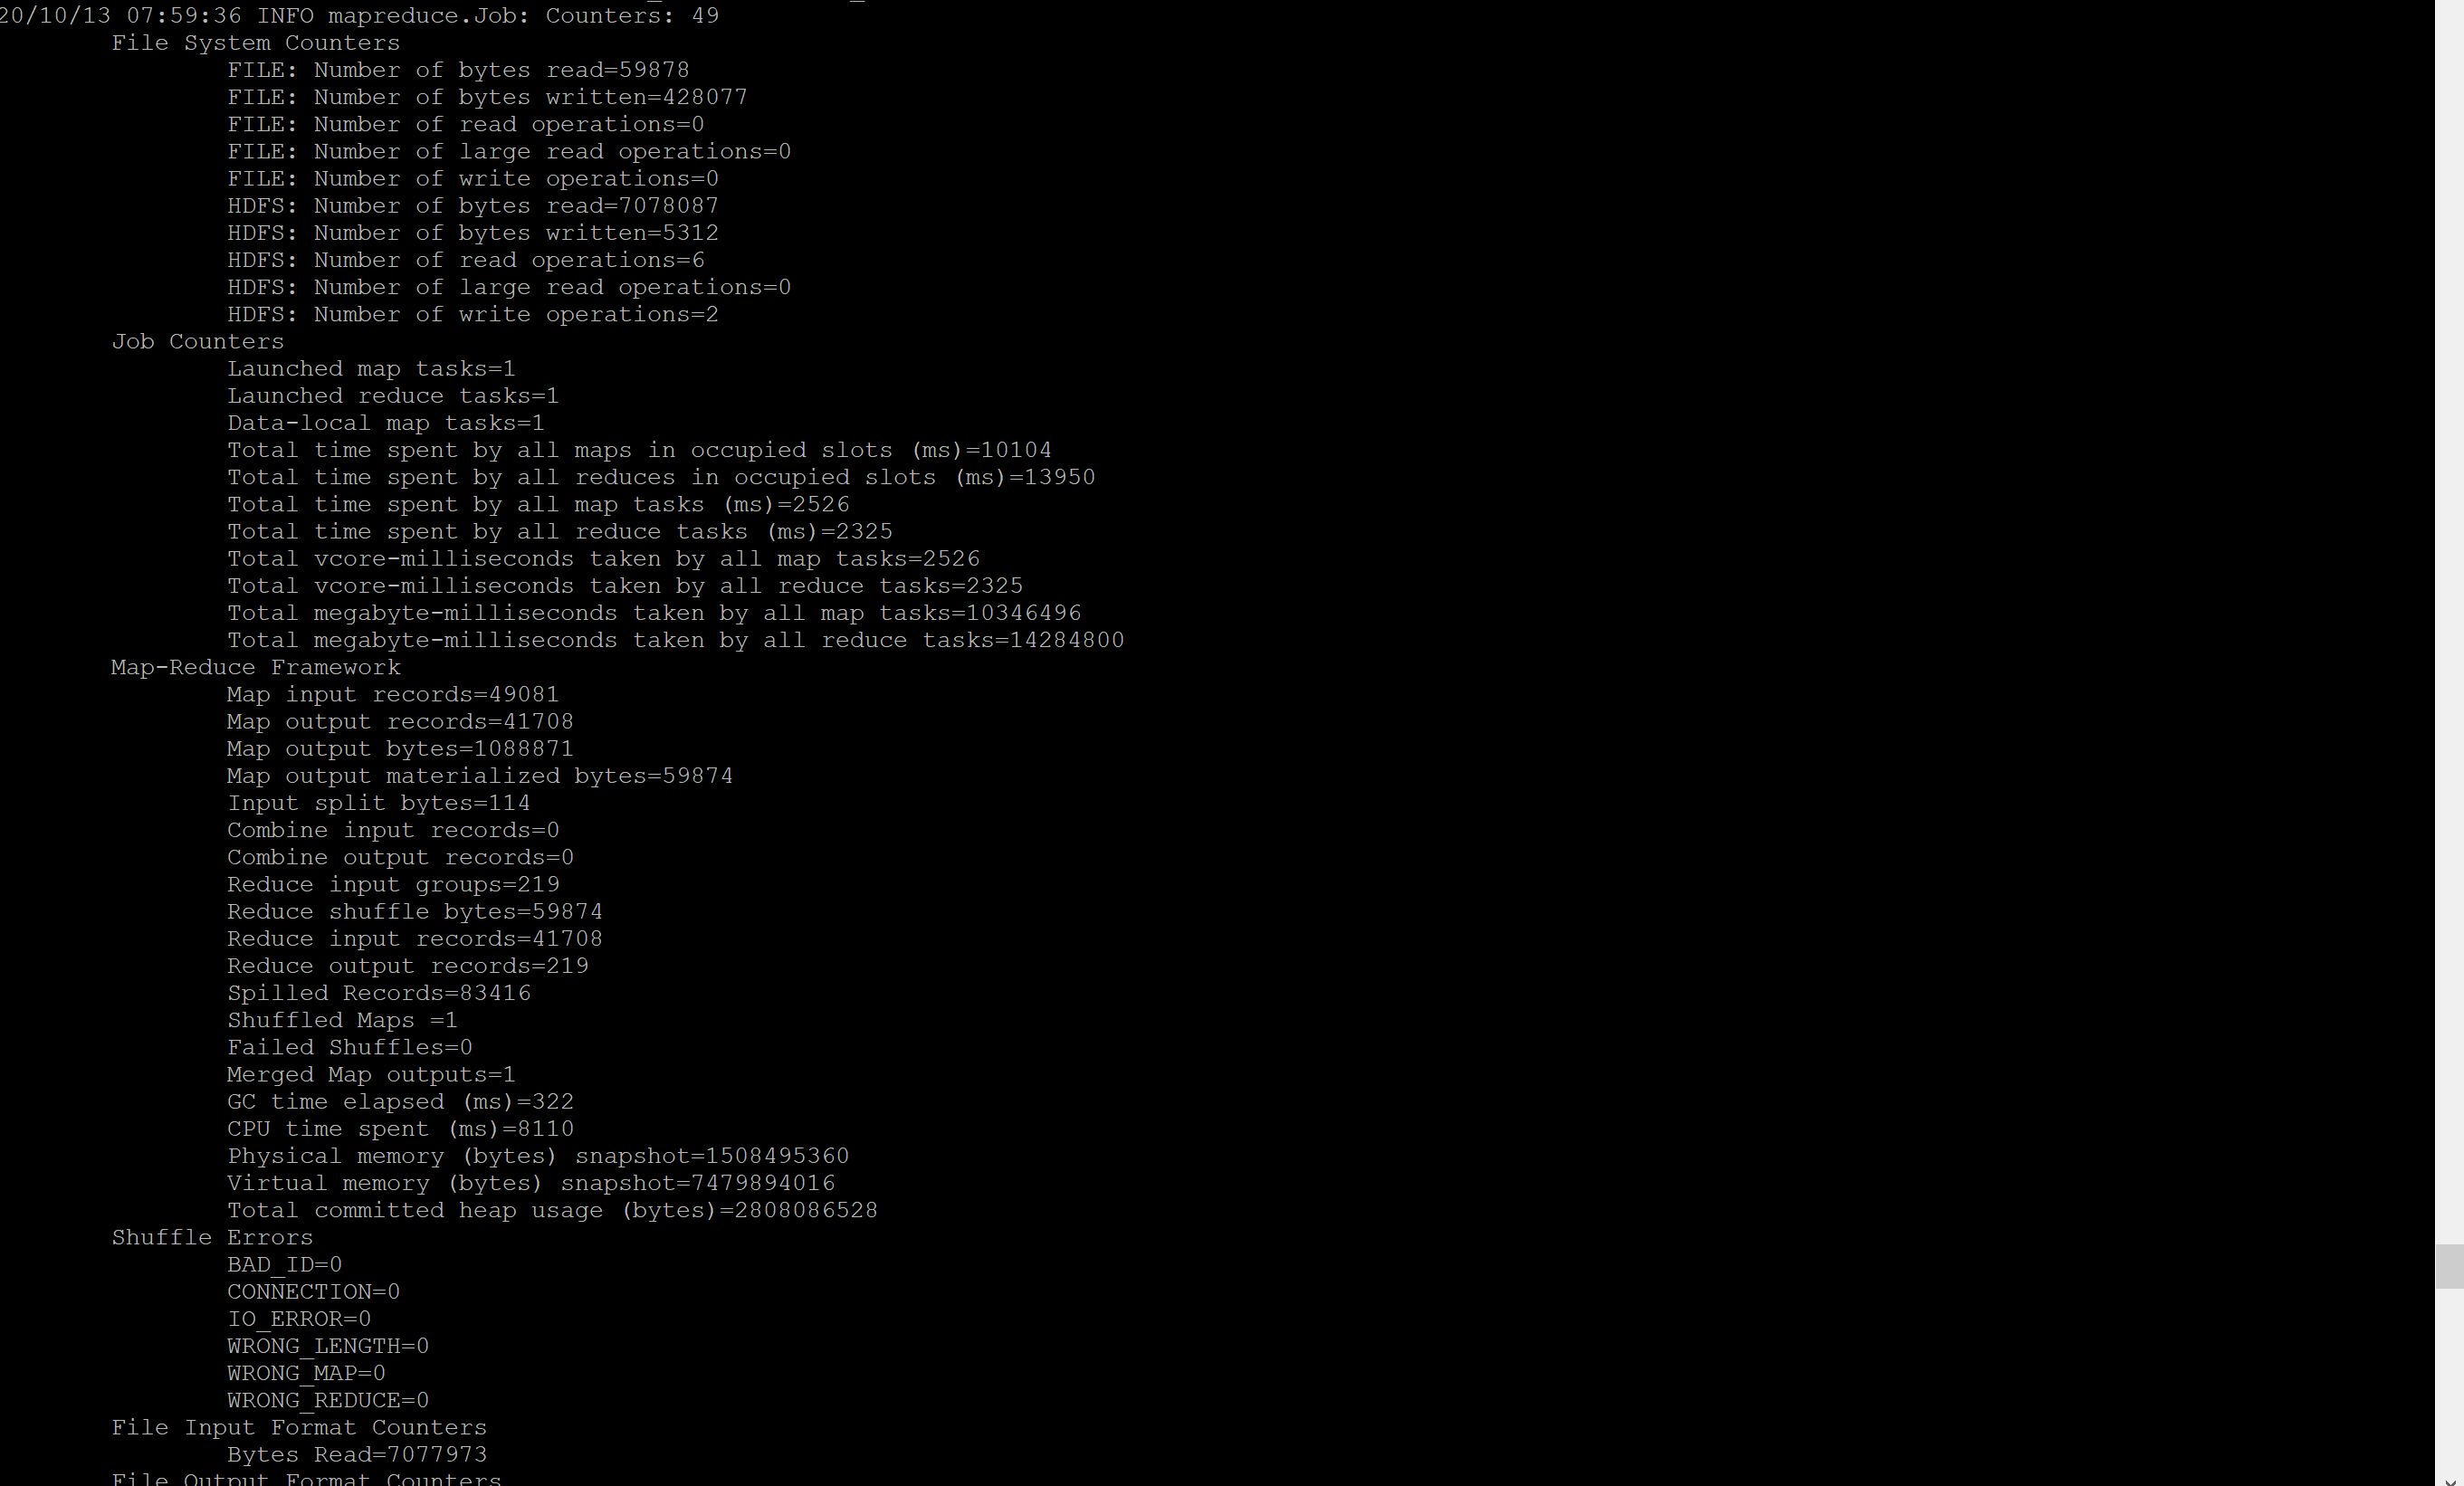 20/10/13 07:59:36 INFO mapreduce.Job: Counters: 49
File System Counters
FILE: Number of bytes read=59878
FILE: Number of bytes written=428077
FILE: Number of read operations=0
FILE: Number of large read operations=0
FILE: Number of write operations=0
HDFS: Number of bytes read=7078087
HDFS: Number of bytes written=5312
HDFS: Number of read operations=6
HDFS: Number of large read operations=0
HDFS: Number of write operations=2
Job Counters
Launched map tasks=1
Launched reduce tasks=1
Data-local map tasks=1
Total time spent by all maps in occupied slots (ms)=10104
Total time spent by all reduces in occupied slots (ms)=13950
Total time spent by all map tasks (ms)=2526
Total time spent by all reduce tasks (ms)=2325
Total vcore-milliseconds taken by all map tasks=2526
Total vcore-milliseconds taken by all reduce tasks=2325
Total megabyte-milliseconds taken by all map tasks=10346496
Total megabyte-milliseconds taken by all reduce tasks=14284800
Map-Reduce Framework
Map input records=49081
Map output records=41708
Map output bytes=1088871
Map output materialized bytes=59874
Input split bytes=114
Combine input records=0
Combine output records=0
Reduce input groups=219
Reduce shuffle bytes=59874
Reduce input records=41708
Reduce output records=219
Spilled Records=83416
Shuffled Maps =1
Failed Shuffles=0
Merged Map outputs=1
GC time elapsed (ms)=322
CPU time spent (ms)=8110
Physical memory (bytes) snapshot=1508495360
Virtual memory (bytes) snapshot=7479894016
Total committed heap usage (bytes)=2808086528
Shuffle Errors
BAD_ID=0
CONNECTION=0
IO_ERROR=0
WRONG_LENGTH=0
WRONG_MAP=0
WRONG_REDUCE=0
File Input Format Counters
Bytes Read=7077973
File Output Format Counters